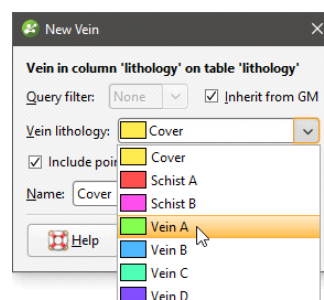 New Vein
Vein in column 'lithology' on table 'lithology'
Query filter: None Inherit from GM
Vein lithology: Cover
Include poi
Cover
Schist A
Schist B
Name: Cover
Vein A
Help
Vein B
Vein C
Vein D